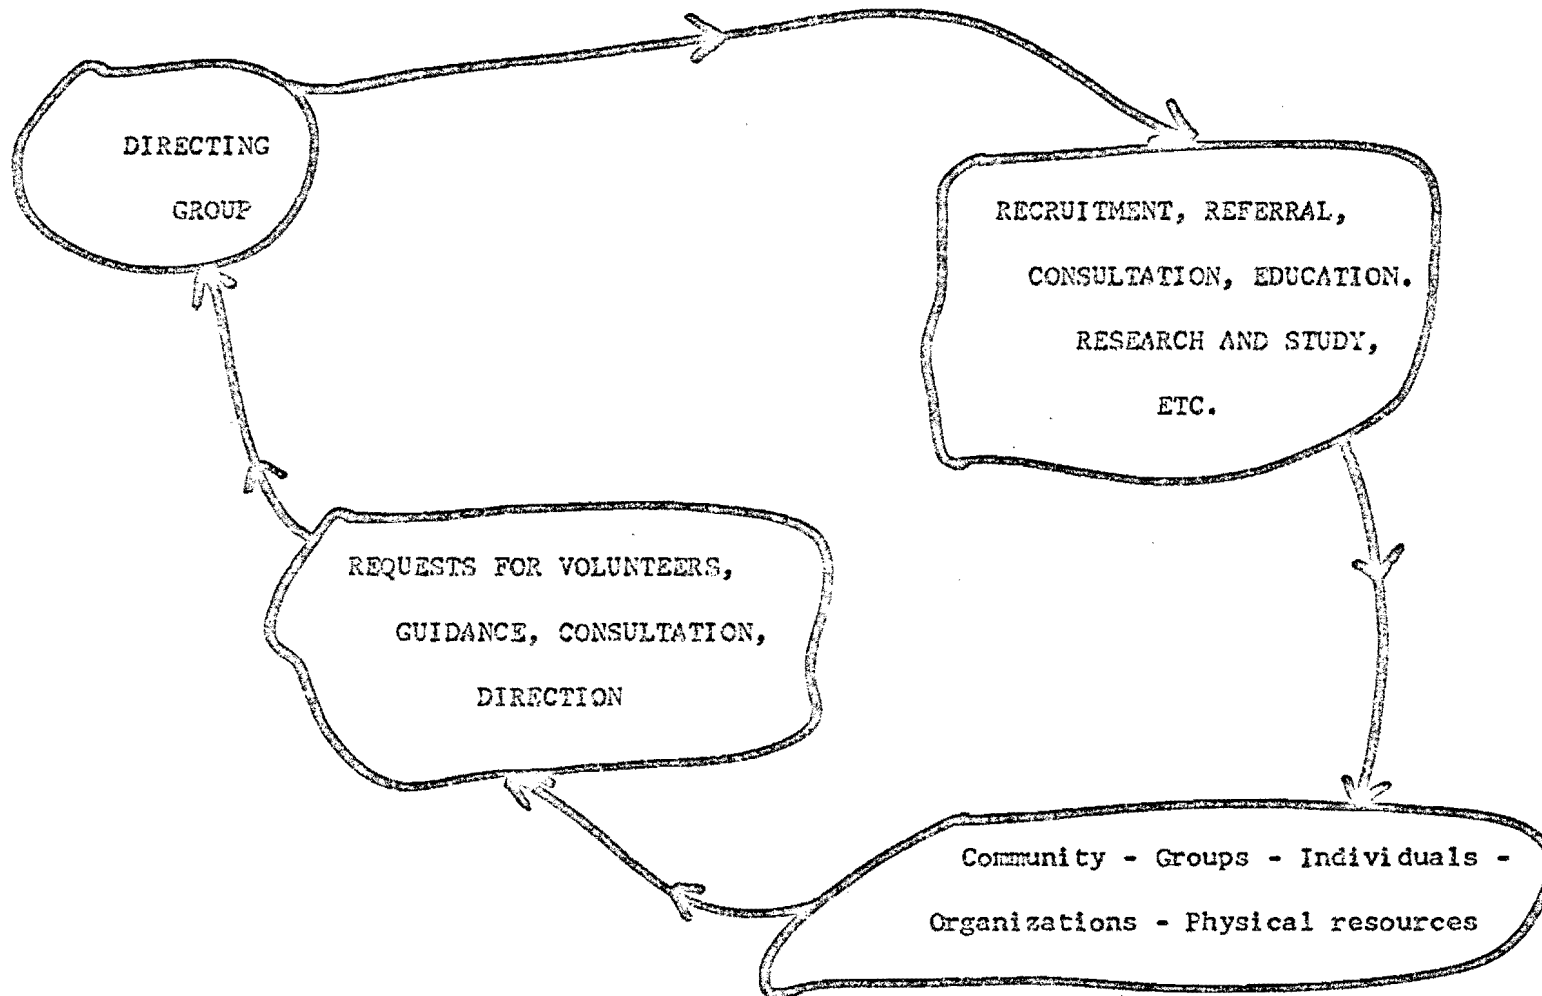 DIRECTING
GROUP
RECRUITMENT, REFERRAL,
CONSULTATION, EDUCATION.
RESEARCH AND STUDY,
ETC.
REQUESTS FOR VOLUNTEERS,
GUIDANCE, CONSULTATION,
DIRECTION
Community - Groups - Individuals -
Organizations - Physical resources